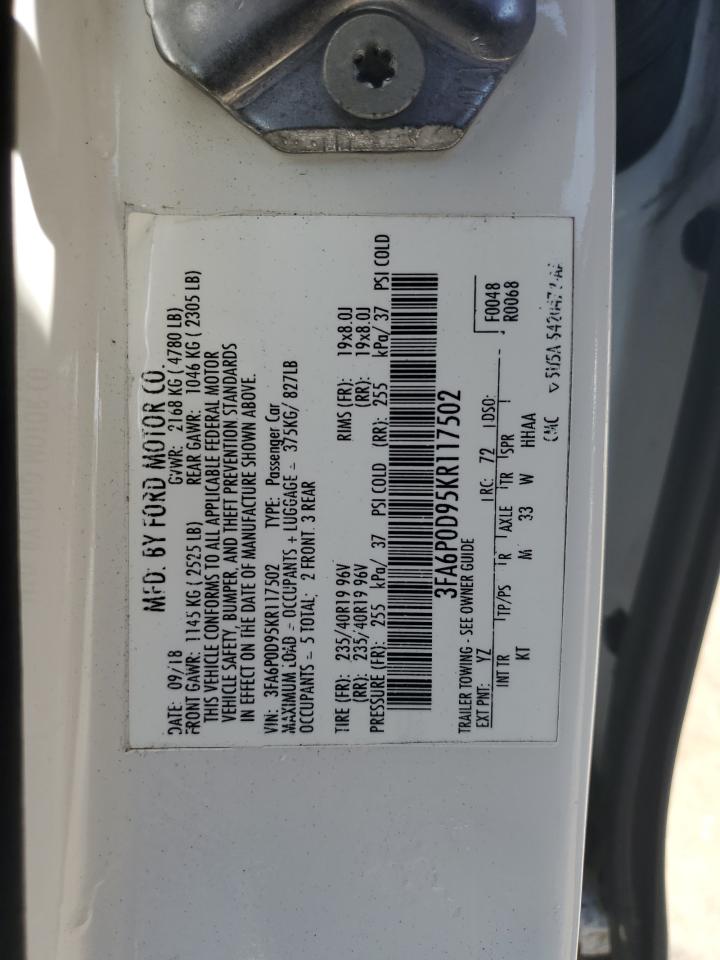 MFD. BY FORD MOTOR CO.
DATE: 09/18 GVWR: 2168 KG ( 4780 LB)
FRONT GAWR: 1145 KG ( 2525 LB) REAR GAWR: 1046 KG ( 2305 LB)
THIS VEHICLE CONFORMS TO ALL APPLICABLE FEDERAL MOTOR
VEHICLE SAFETY, BUMPER, AND THEFT PREVENTION STANDARDS
IN EFFECT ON THE DATE OF MANUFACTURE SHOWN ABOVE.
VIN: 3FA6P0D95KR117502 TYPE: Passenger Car
MAXIMUM LOAD = OCCUPANTS + LUGGAGE = 375KG/ 827LB
OCCUPANTS = 5 TOTAL; 2 FRONT. 3 REAR
TIRE (FR): 235/40R19 96V RIMS (FR): 19x8.0J
(RR): 235/40R19 96V (RR): 19x8.0J
PRESSURE (FR): 255 kPa/ 37 PSI COLD (RR): 255 kPa/ 37 PSI COLD
3FA6P0D95KR117502
TRAILER TOWING - SEE OWNER GUIDE F0048
EXT PNT: YZ RC: 72 DSO: R0068
INT TR TP/PS R AXLE TR SPR
KT M 33 W HHAA